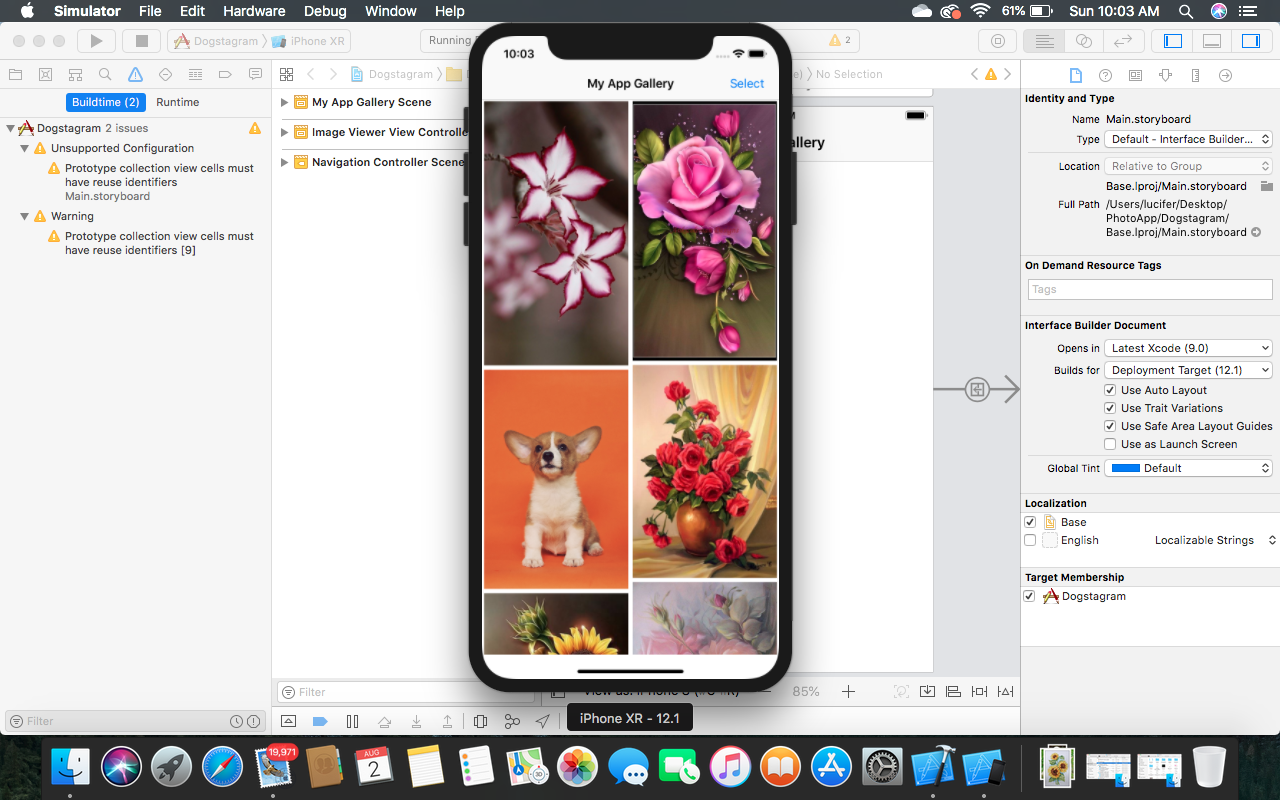 Simulator File Edit Hardware Debug Window Help
61% Sun 10:03 AM
Dogstagram iPhone XR
Running
2
Dogstagram
No Selection
Buildtime (2) Runtime
Dogstagram 2 issues
Unsupported Configuration
Prototype collection view cells must
have reuse identifiers
Main.storyboard
Warning
Prototype collection view cells must
have reuse identifiers [9]
Filter
My App Gallery Scene
Image Viewer View Controlle
Navigation Controller Scene
Filter
10:03
My App Gallery Select
allery
View as: iPhone 8
85%
iPhone XR - 12.1
Identity and Type
Name Main.storyboard
Type Default - Interface Builder...
Location Relative to Group
Base.lproj/Main.storyboard
Full Path /Users/lucifer/Desktop/
PhotoApp/Dogstagram/
Base.lproj/Main.storyboard
On Demand Resource Tags
Tags
Interface Builder Document
Opens in Latest Xcode (9.0)
Builds for Deployment Target (12.1)
Use Auto Layout
Use Trait Variations
Use Safe Area Layout Guides
Use as Launch Screen
Global Tint Default
Localization
Base
English Localizable Strings
Target Membership
Dogstagram
19,971
AUG
2